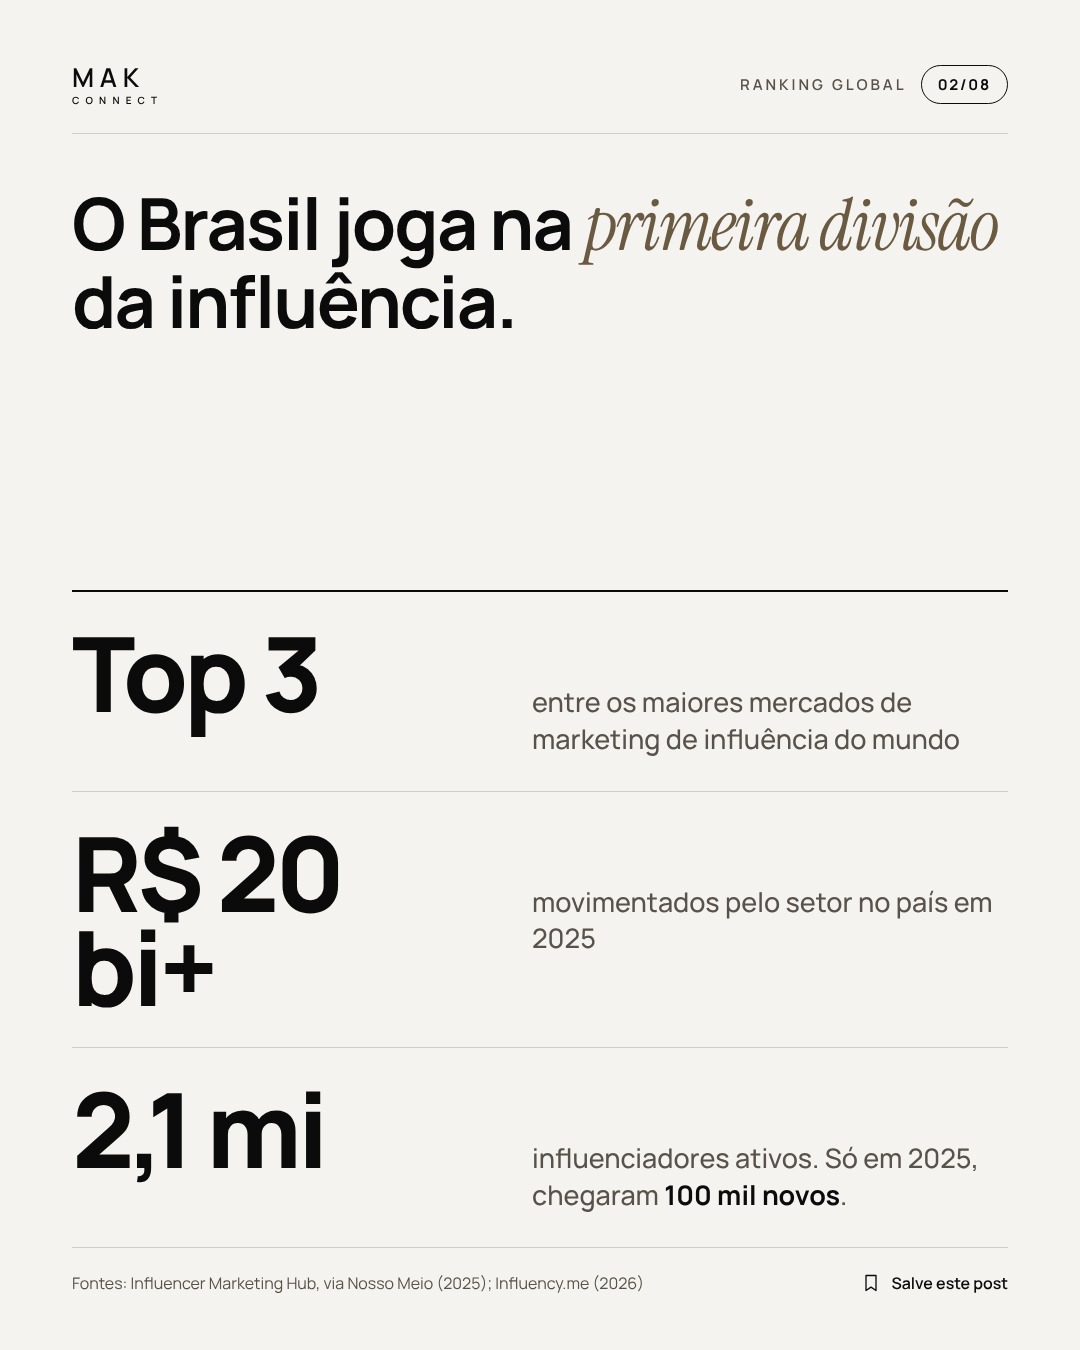 MAK
CONNECT
RANKING GLOBAL
02/08
O Brasil joga na primeira divisão
da influência.
Top 3
entre os maiores mercados de
marketing de influência do mundo
R$ 20
bi+
movimentados pelo setor no país em
2025
2,1 mi
influenciadores ativos. Só em 2025,
chegaram 100 mil novos.
Fontes: Influencer Marketing Hub, via Nosso Meio (2025); Influency.me (2026)
Salve este post